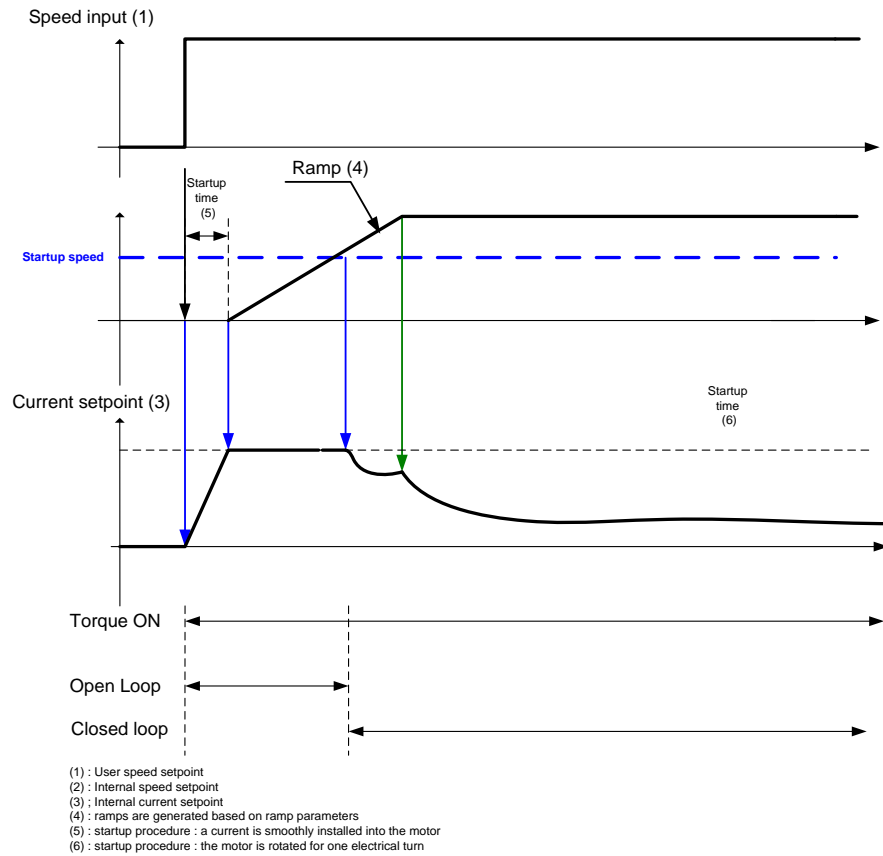 Speed input (1)
Ramp (4)
Startup
time
(5)
Startup speed
Current setpoint (3)
Startup
time
(6)
Torque ON
Open Loop
Closed loop
(1) : User speed setpoint
(2) : Internal speed setpoint
(3) ; Internal current setpoint
(4) : ramps are generated based on ramp parameters
(5) : startup procedure : a current is smoothly installed into the motor
(6) : startup procedure : the motor is rotated for one electrical turn